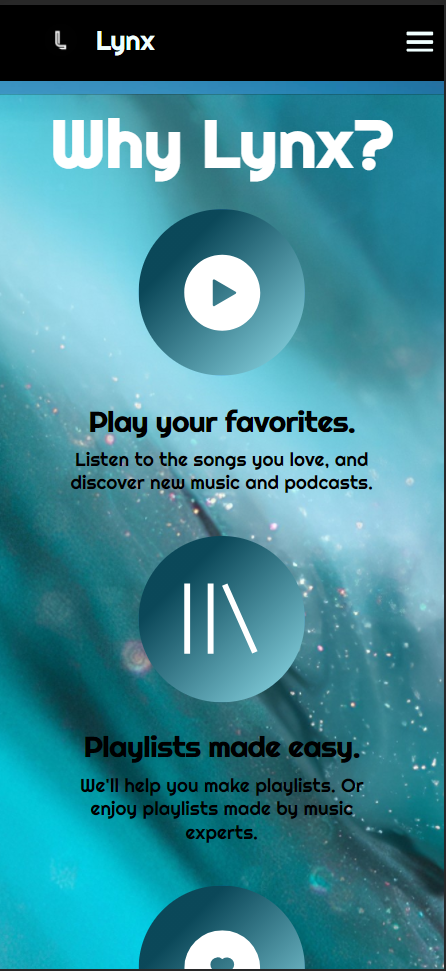 L Lynx
Why Lynx?
Play your favorites.
Listen to the songs you love, and
discover new music and podcasts.
Playlists made easy.
We'll help you make playlists. Or
enjoy playlists made by music
experts.